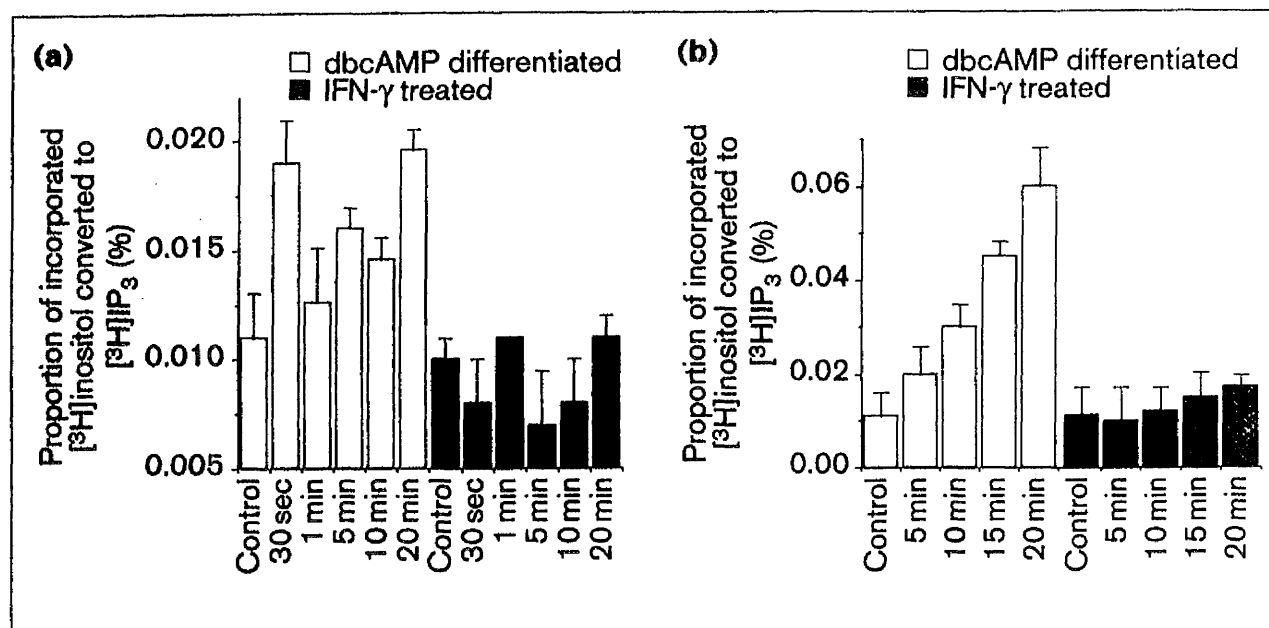 (a)
dbcAMP differentiated
IFN-γ treated
Proportion of incorporated
[³H]inositol converted to
[³H]IP₃ (%)
0.020
0.015
0.010
0.005
Control
30 sec
1 min
5 min
10 min
20 min
Control
30 sec
1 min
5 min
10 min
20 min
(b)
dbcAMP differentiated
IFN-γ treated
Proportion of incorporated
[³H]inositol converted to
[³H]IP₃ (%)
0.06
0.04
0.02
0.00
Control
5 min
10 min
15 min
20 min
Control
5 min
10 min
15 min
20 min